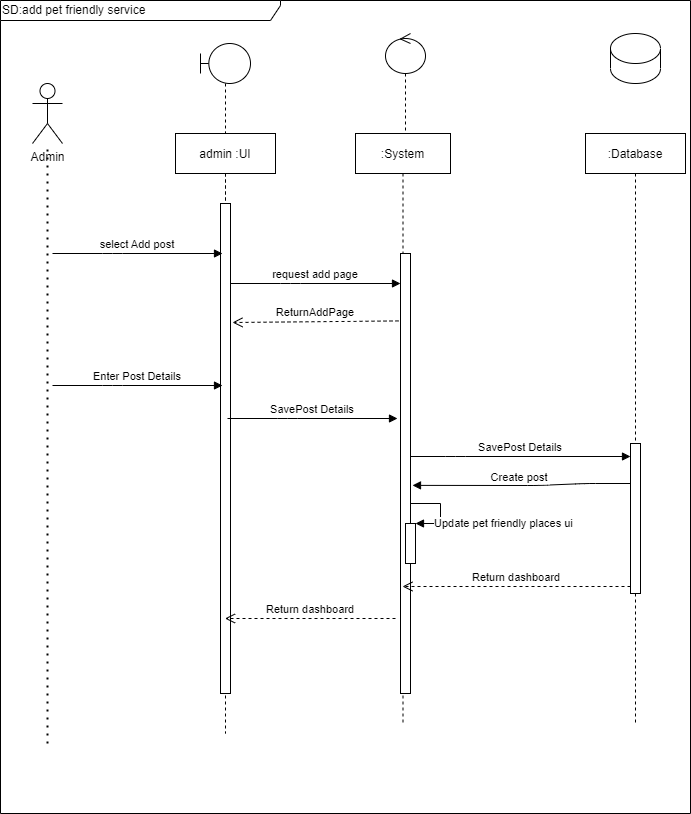 SD:add pet friendly service
Admin
admin :UI
:System
:Database
select Add post
request add page
ReturnAddPage
Enter Post Details
SavePost Details
SavePost Details
Create post
Update pet friendly places ui
Return dashboard
Return dashboard